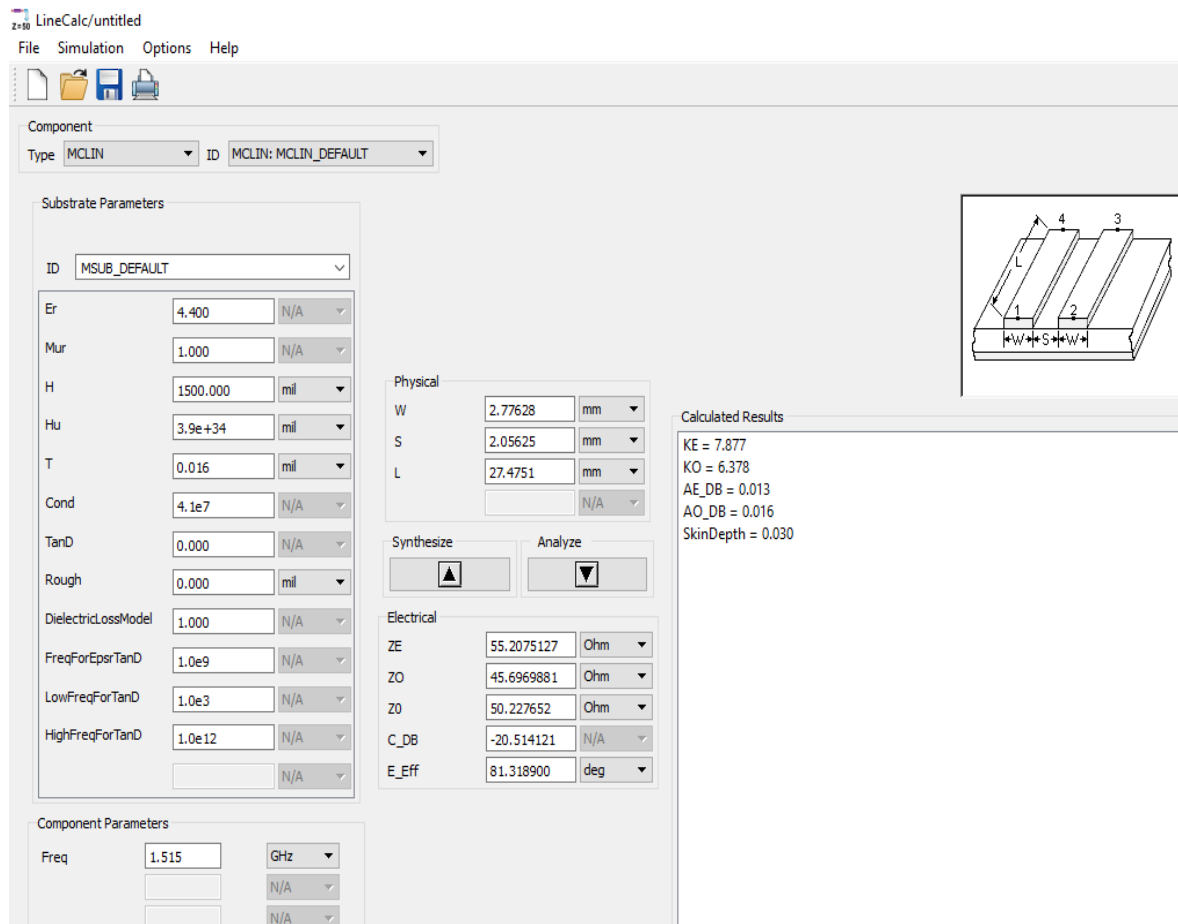 Z=50 LineCalc/untitled
File Simulation Options Help
Component
Type MCLIN ID MCLIN: MCLIN_DEFAULT
Substrate Parameters
ID MSUB_DEFAULT
Er 4.400 N/A
Mur 1.000 N/A
H 1500.000 mil
Hu 3.9e+34 mil
T 0.016 mil
Cond 4.1e7 N/A
TanD 0.000 N/A
Rough 0.000 mil
DielectricLossModel 1.000 N/A
FreqForEpsrTanD 1.0e9 N/A
LowFreqForTanD 1.0e3 N/A
HighFreqForTanD 1.0e12 N/A
N/A
Component Parameters
Freq 1.515 GHz
N/A
N/A
Physical
W 2.77628 mm
S 2.05625 mm
L 27.4751 mm
N/A
Synthesize Analyze
Electrical
ZE 55.2075127 Ohm
ZO 45.6969881 Ohm
Z0 50.227652 Ohm
C_DB -20.514121 N/A
E_Eff 81.318900 deg
4 3
L
1 2
W S W
Calculated Results
KE = 7.877
KO = 6.378
AE_DB = 0.013
AO_DB = 0.016
SkinDepth = 0.030